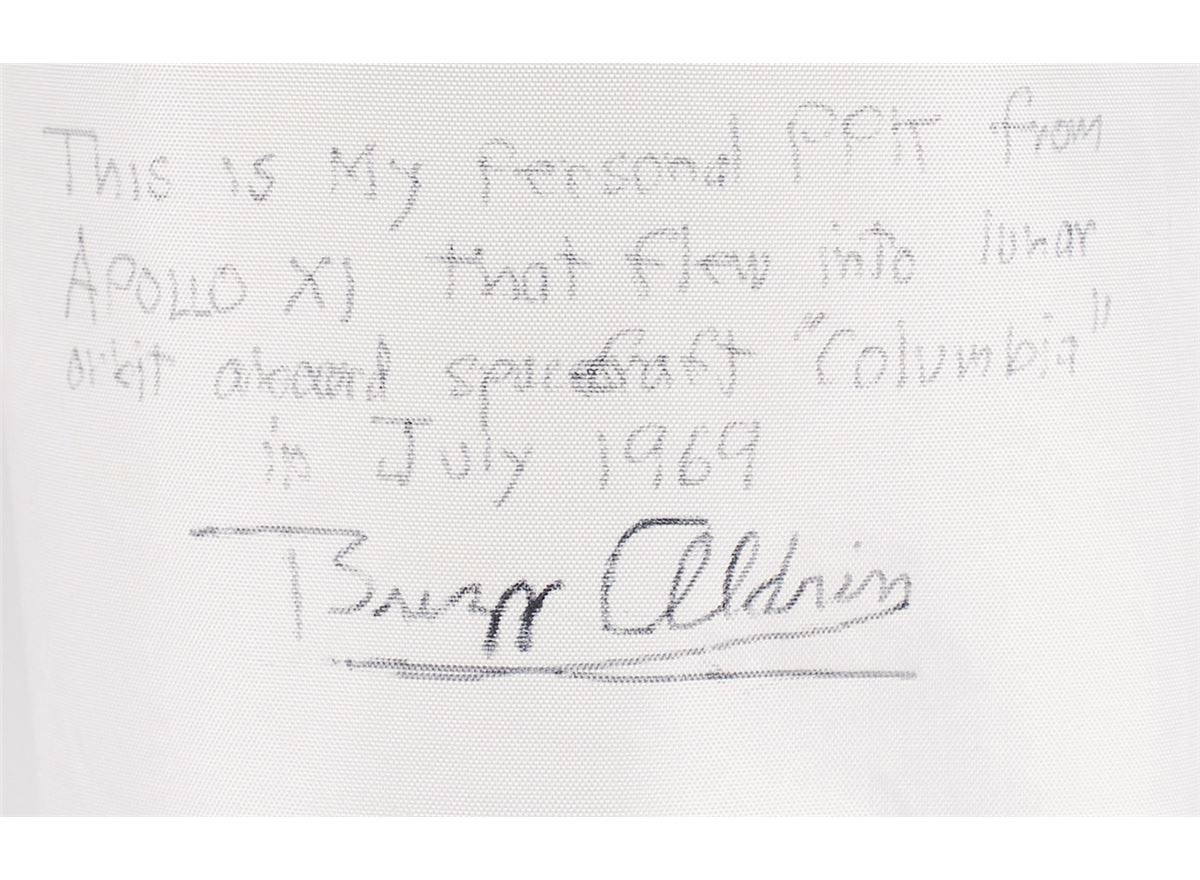 This is My Personal PPK from
APOLLO XI that flew into lunar
orbit aboard spacecraft "Columbia"
in July 1969
Buzz Aldrin